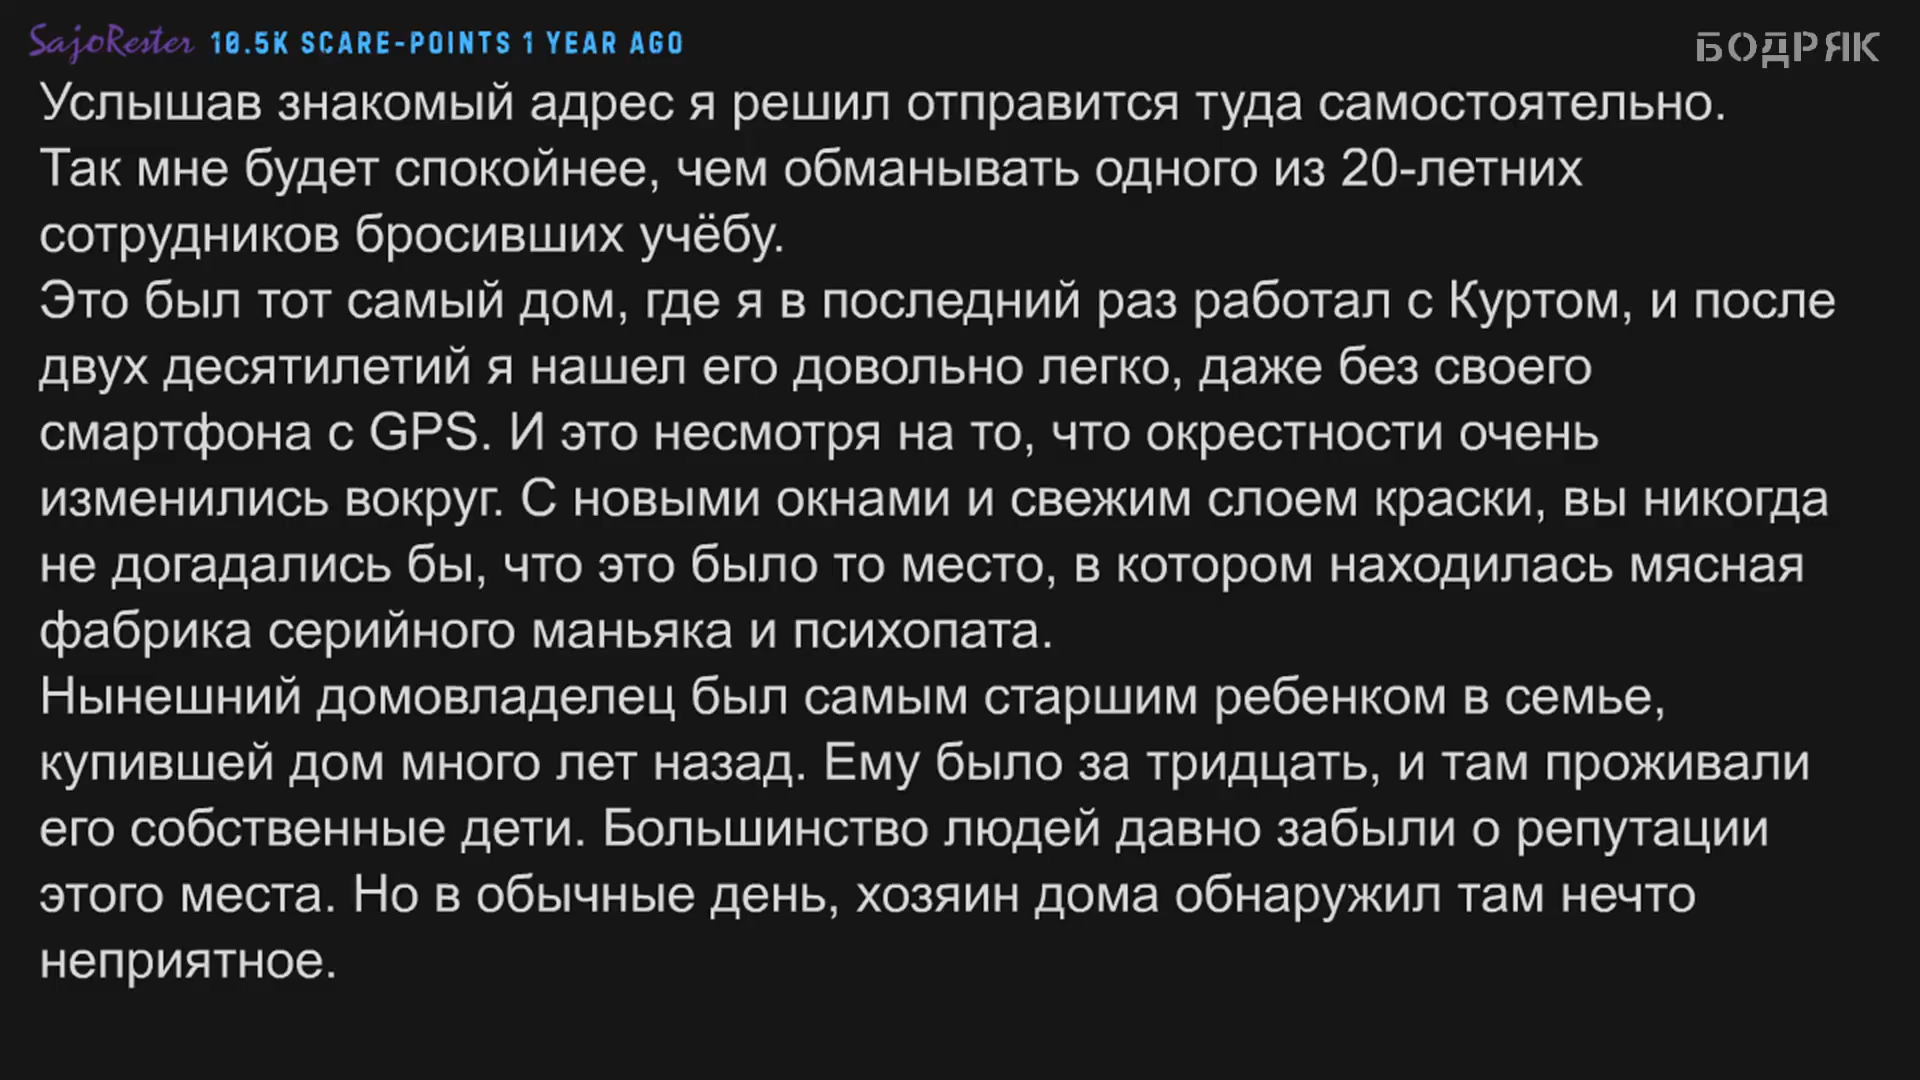 SajoRester 10.5K SCARE-POINTS 1 YEAR AGO
БОДРЯК
Услышав знакомый адрес я решил отправится туда самостоятельно.
Так мне будет спокойнее, чем обманывать одного из 20-летних
сотрудников бросивших учёбу.
Это был тот самый дом, где я в последний раз работал с Куртом, и после
двух десятилетий я нашел его довольно легко, даже без своего
смартфона с GPS. И это несмотря на то, что окрестности очень
изменились вокруг. С новыми окнами и свежим слоем краски, вы никогда
не догадались бы, что это было то место, в котором находилась мясная
фабрика серийного маньяка и психопата.
Нынешний домовладелец был самым старшим ребенком в семье,
купившей дом много лет назад. Ему было за тридцать, и там проживали
его собственные дети. Большинство людей давно забыли о репутации
этого места. Но в обычные день, хозяин дома обнаружил там нечто
неприятное.